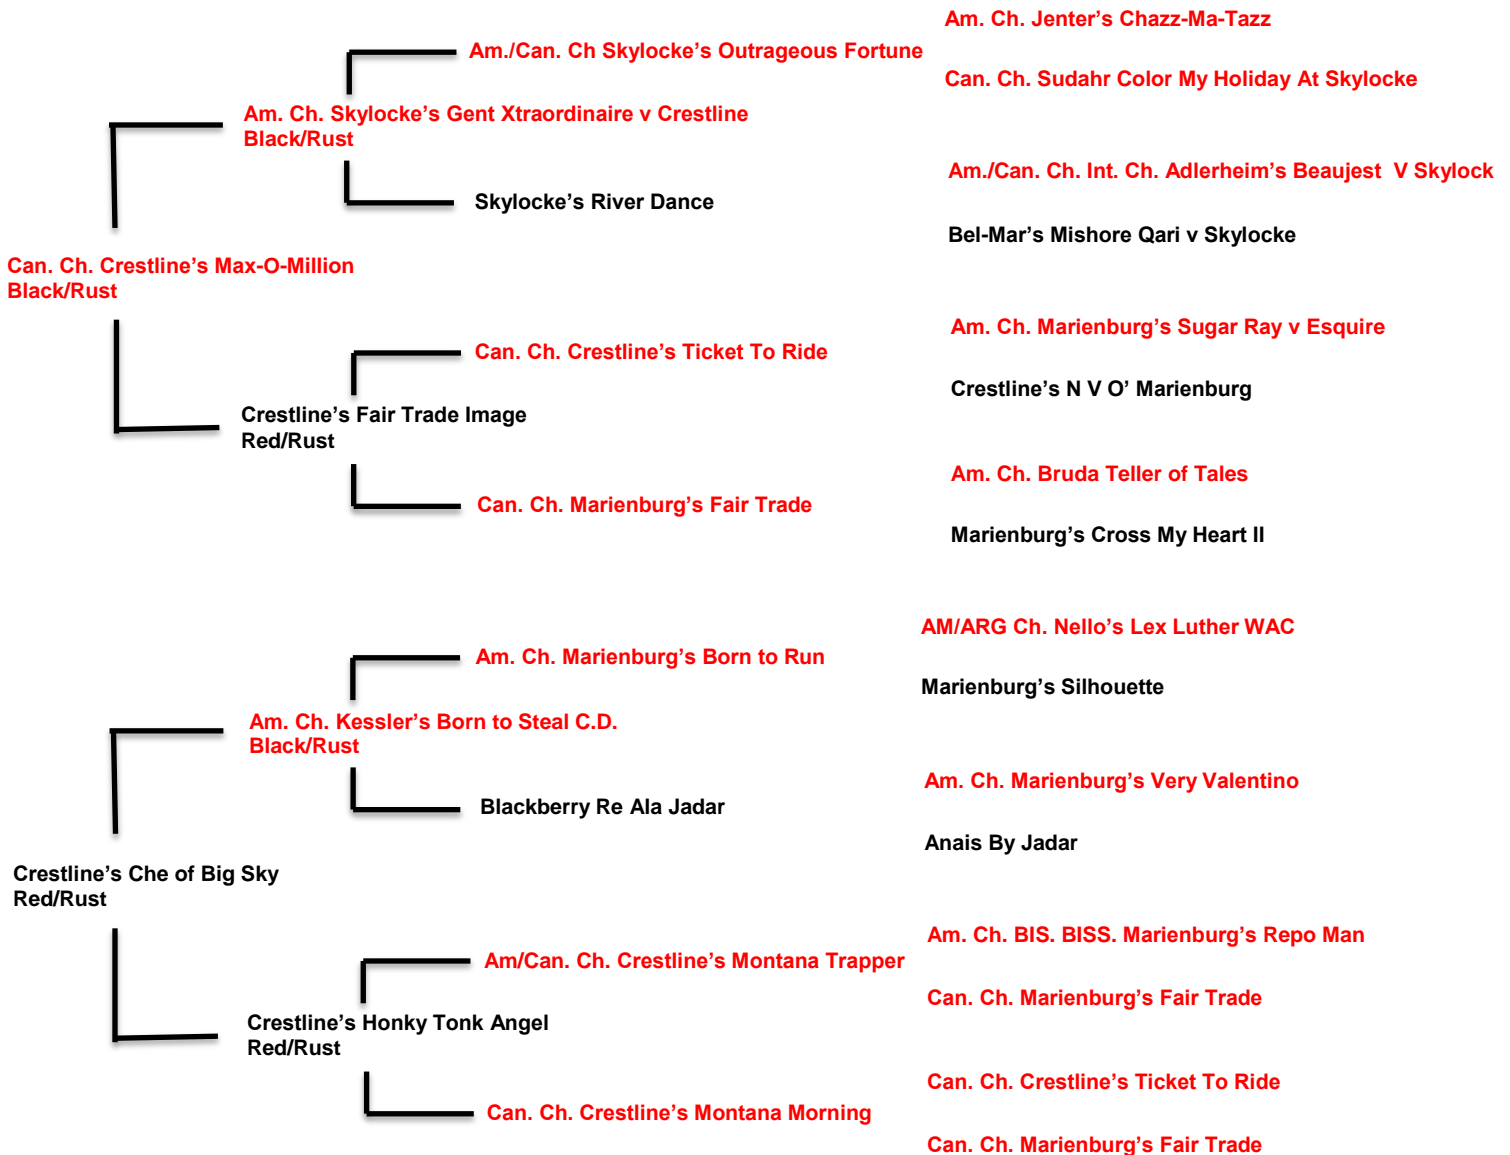 Am. Ch. Jenter’s Chazz-Ma-Tazz
Am./Can. Ch Skylocke’s Outrageous Fortune
Can. Ch. Sudahr Color My Holiday At Skylocke
Am. Ch. Skylocke’s Gent Xtraordinaire v Crestline
Black/Rust
Am./Can. Ch. Int. Ch. Adlerheim’s Beaujest V Skylock
Skylocke’s River Dance
Bel-Mar’s Mishore Qari v Skylocke
Can. Ch. Crestline’s Max-O-Million
Black/Rust
Am. Ch. Marienburg’s Sugar Ray v Esquire
Can. Ch. Crestline’s Ticket To Ride
Crestline’s N V O’ Marienburg
Crestline’s Fair Trade Image
Red/Rust
Am. Ch. Bruda Teller of Tales
Can. Ch. Marienburg’s Fair Trade
Marienburg’s Cross My Heart II
AM/ARG Ch. Nello’s Lex Luther WAC
Am. Ch. Marienburg’s Born to Run
Marienburg’s Silhouette
Am. Ch. Kessler’s Born to Steal C.D.
Black/Rust
Am. Ch. Marienburg’s Very Valentino
Blackberry Re Ala Jadar
Anais By Jadar
Crestline’s Che of Big Sky
Red/Rust
Am. Ch. BIS. BISS. Marienburg’s Repo Man
Am/Can. Ch. Crestline’s Montana Trapper
Can. Ch. Marienburg’s Fair Trade
Crestline’s Honky Tonk Angel
Red/Rust
Can. Ch. Crestline’s Ticket To Ride
Can. Ch. Crestline’s Montana Morning
Can. Ch. Marienburg’s Fair Trade